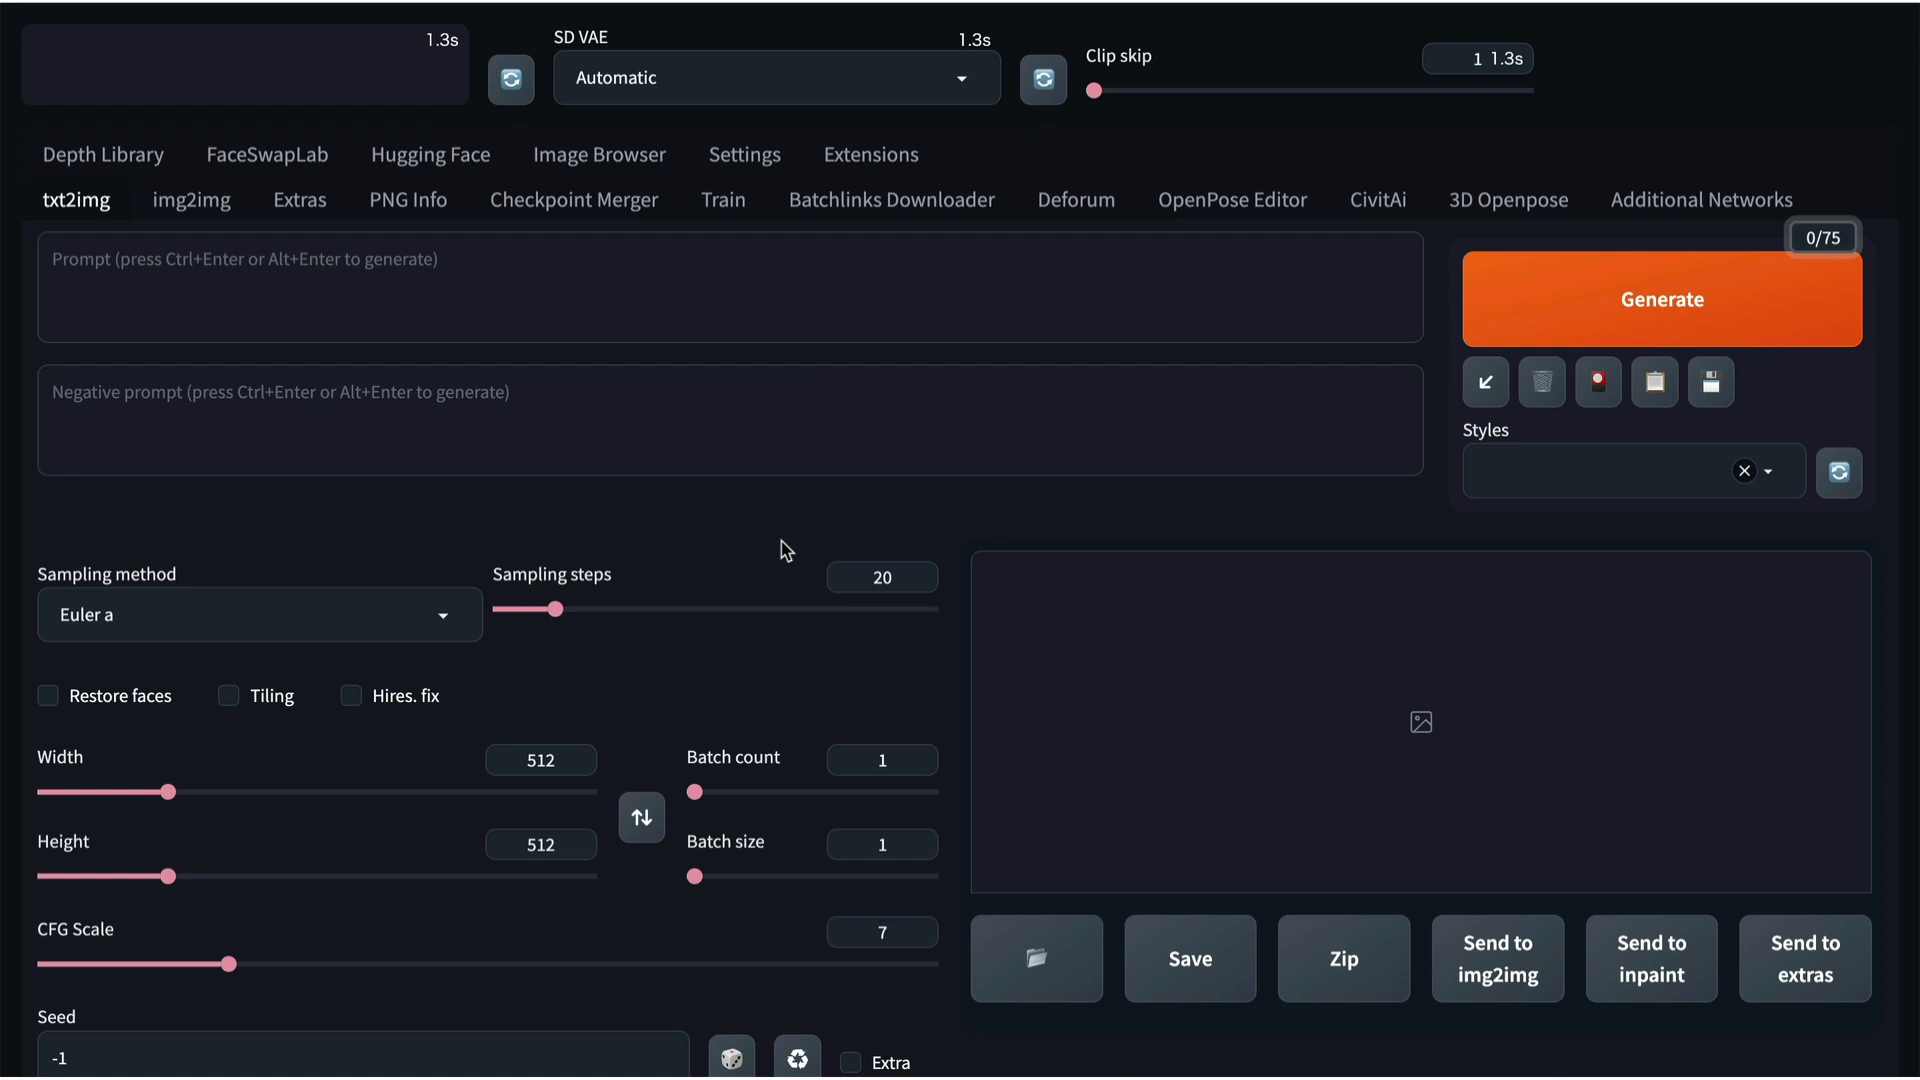 1.3s
SD VAE
1.3s
Automatic
Clip skip
1 1.3s
Depth Library FaceSwapLab Hugging Face Image Browser Settings Extensions
txt2img img2img Extras PNG Info Checkpoint Merger Train Batchlinks Downloader Deforum OpenPose Editor CivitAi 3D Openpose Additional Networks
0/75
Prompt (press Ctrl+Enter or Alt+Enter to generate)
Generate
Negative prompt (press Ctrl+Enter or Alt+Enter to generate)
Styles
Sampling method
Euler a
Sampling steps
20
Restore faces
Tiling
Hires. fix
Width
512
Batch count
1
Height
512
Batch size
1
CFG Scale
7
Save
Zip
Send to
img2img
Send to
inpaint
Send to
extras
Seed
-1
Extra